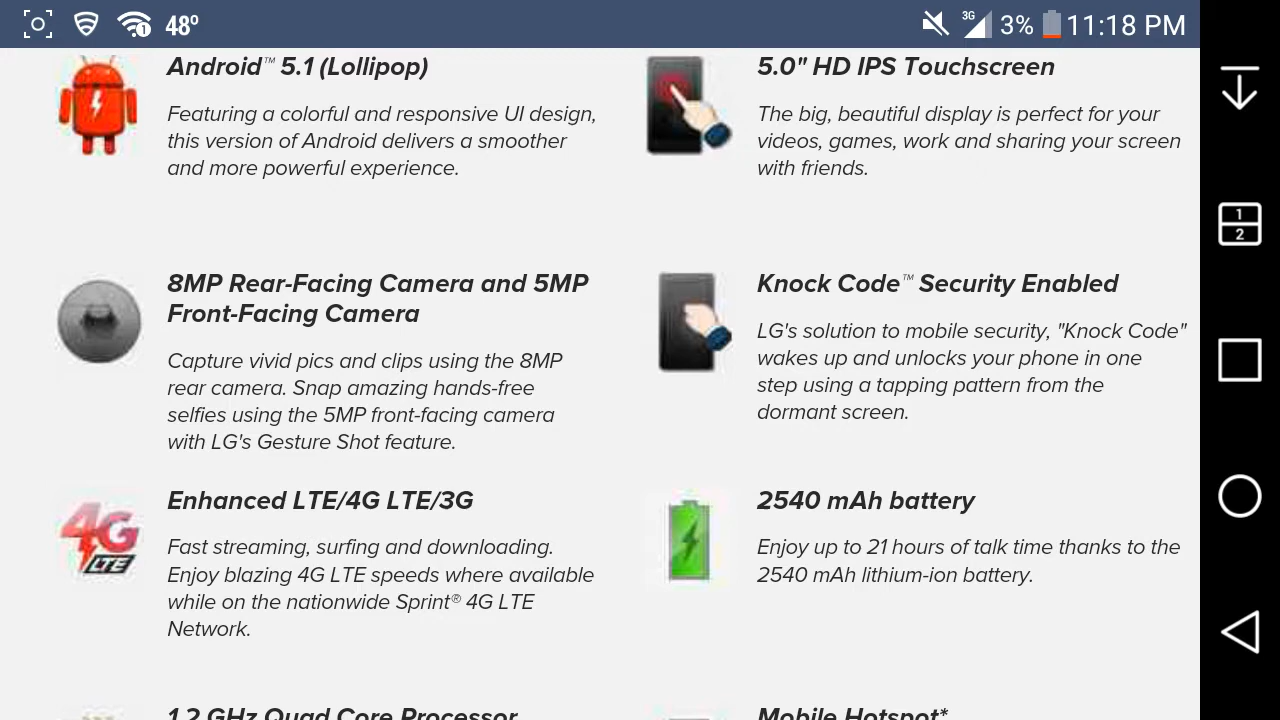 48°
3G
3%
11:18 PM
Android™ 5.1 (Lollipop)
Featuring a colorful and responsive UI design,
this version of Android delivers a smoother
and more powerful experience.
5.0" HD IPS Touchscreen
The big, beautiful display is perfect for your
videos, games, work and sharing your screen
with friends.
8MP Rear-Facing Camera and 5MP
Front-Facing Camera
Capture vivid pics and clips using the 8MP
rear camera. Snap amazing hands-free
selfies using the 5MP front-facing camera
with LG's Gesture Shot feature.
Knock Code™ Security Enabled
LG's solution to mobile security, "Knock Code"
wakes up and unlocks your phone in one
step using a tapping pattern from the
dormant screen.
4G
LTE
Enhanced LTE/4G LTE/3G
Fast streaming, surfing and downloading.
Enjoy blazing 4G LTE speeds where available
while on the nationwide Sprint® 4G LTE
Network.
2540 mAh battery
Enjoy up to 21 hours of talk time thanks to the
2540 mAh lithium-ion battery.
1.2 GHz Quad Core Processor
Mobile Hotspot*
1
1
2